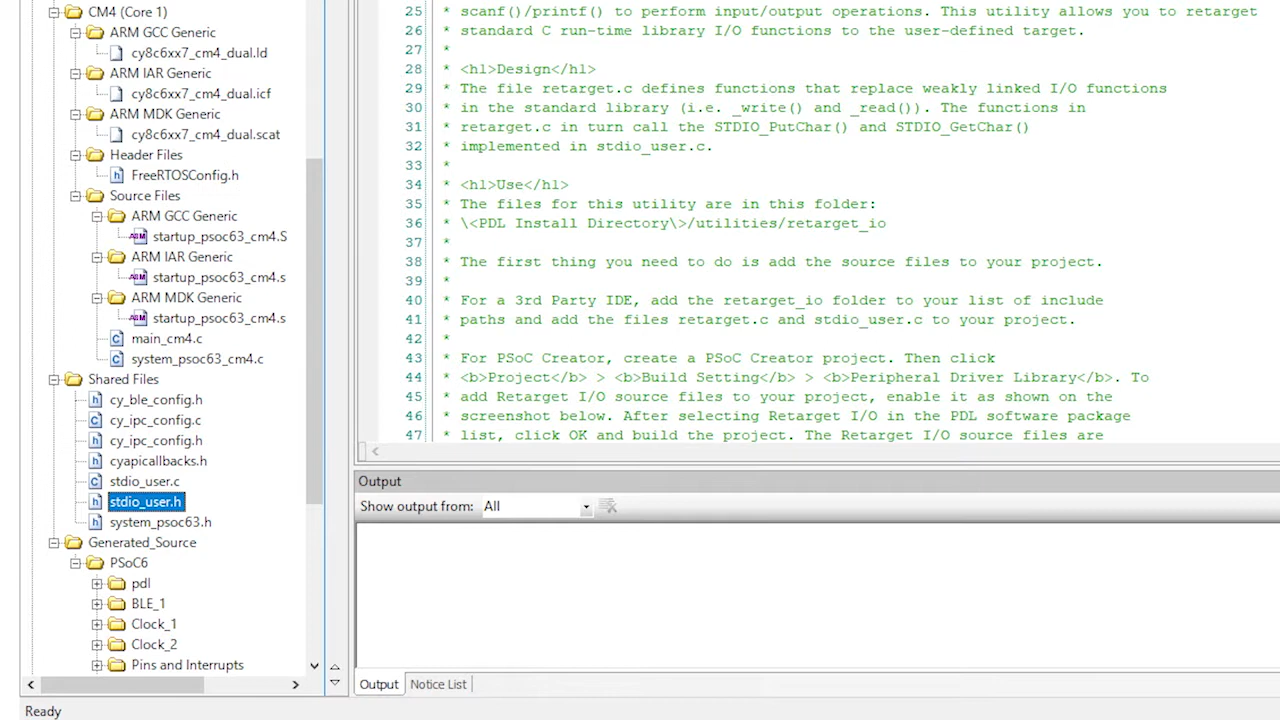 CM4 (Core 1)
ARM GCC Generic
cy8c6xx7_cm4_dual.ld
ARM IAR Generic
cy8c6xx7_cm4_dual.icf
ARM MDK Generic
cy8c6xx7_cm4_dual.scat
Header Files
FreeRTOSConfig.h
Source Files
ARM GCC Generic
startup_psoc63_cm4.S
ARM IAR Generic
startup_psoc63_cm4.s
ARM MDK Generic
startup_psoc63_cm4.s
main_cm4.c
system_psoc63_cm4.c
Shared Files
cy_ble_config.h
cy_ipc_config.c
cy_ipc_config.h
cyapicallbacks.h
stdio_user.c
stdio_user.h
system_psoc63.h
Generated_Source
PSoC6
pdl
BLE_1
Clock_1
Clock_2
Pins and Interrupts
25 * scanf()/printf() to perform input/output operations. This utility allows you to retarget
26 * standard C run-time library I/O functions to the user-defined target.
27 *
28 * <h1>Design</h1>
29 * The file retarget.c defines functions that replace weakly linked I/O functions
30 * in the standard library (i.e. _write() and _read()). The functions in
31 * retarget.c in turn call the STDIO_PutChar() and STDIO_GetChar()
32 * implemented in stdio_user.c.
33 *
34 * <h1>Use</h1>
35 * The files for this utility are in this folder:
36 * \<PDL Install Directory\>/utilities/retarget_io
37 *
38 * The first thing you need to do is add the source files to your project.
39 *
40 * For a 3rd Party IDE, add the retarget_io folder to your list of include
41 * paths and add the files retarget.c and stdio_user.c to your project.
42 *
43 * For PSoC Creator, create a PSoC Creator project. Then click
44 * <b>Project</b> > <b>Build Setting</b> > <b>Peripheral Driver Library</b>. To
45 * add Retarget I/O source files to your project, enable it as shown on the
46 * screenshot below. After selecting Retarget I/O in the PDL software package
47 * list, click OK and build the project. The Retarget I/O source files are
Output
Show output from: All
Output Notice List
Ready